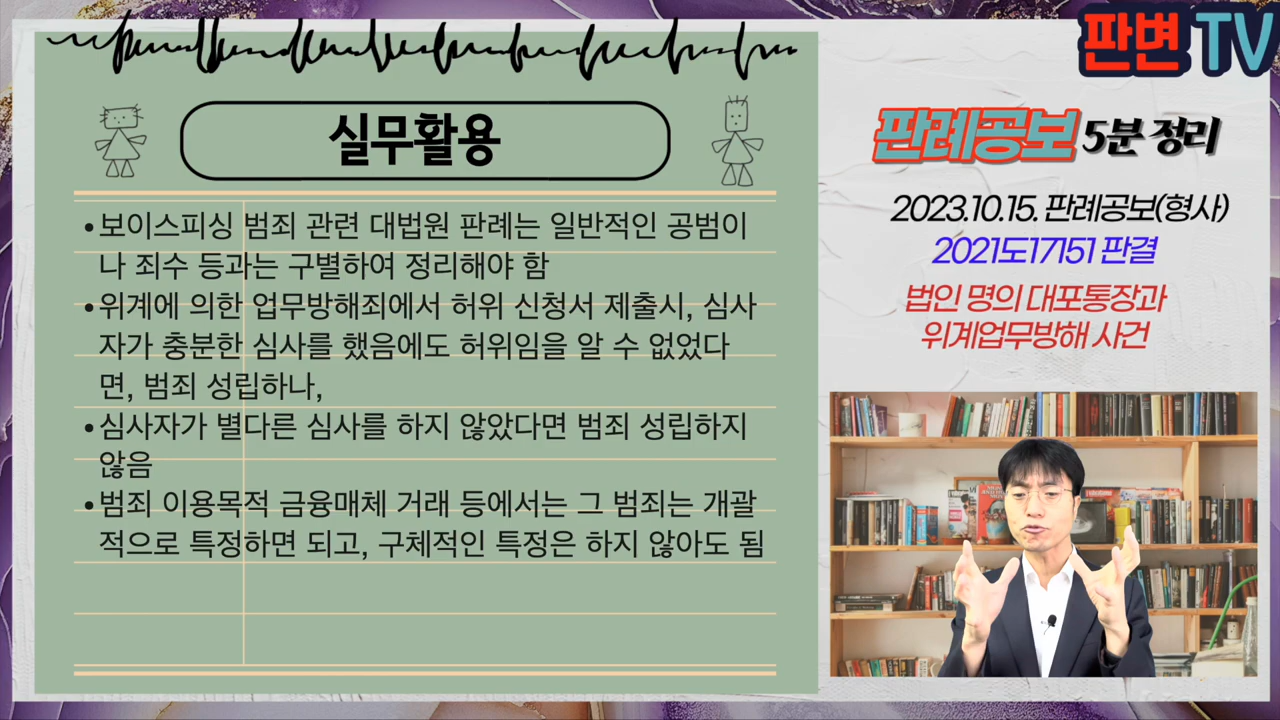 판변 TV
실무활용
• 보이스피싱 범죄 관련 대법원 판례는 일반적인 공범이
나 죄수 등과는 구별하여 정리해야 함
• 위계에 의한 업무방해죄에서 허위 신청서 제출시, 심사
자가 충분한 심사를 했음에도 허위임을 알 수 없었다
면, 범죄 성립하나,
• 심사자가 별다른 심사를 하지 않았다면 범죄 성립하지
않음
• 범죄 이용목적 금융매체 거래 등에서는 그 범죄는 개괄
적으로 특정하면 되고, 구체적인 특정은 하지 않아도 됨
판례공보 5분 정리
2023.10.15. 판례공보(형사)
2021도17151 판결
법인 명의 대포통장과
위계업무방해 사건